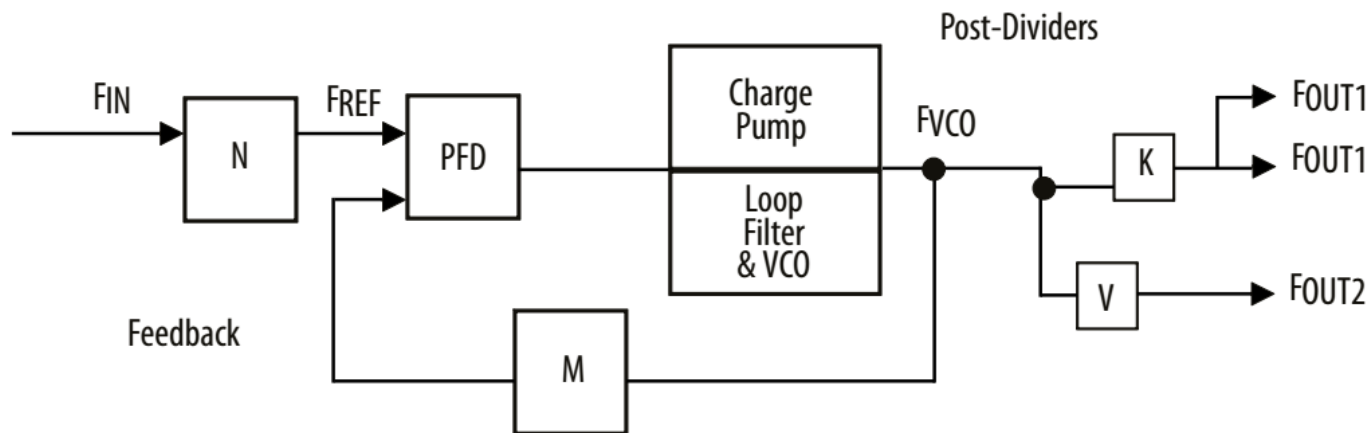 Post-Dividers
FIN
N
FREF
PFD
Charge
Pump
Loop
Filter
& VCO
FVCO
K
FOUT1
FOUT1
V
FOUT2
Feedback
M